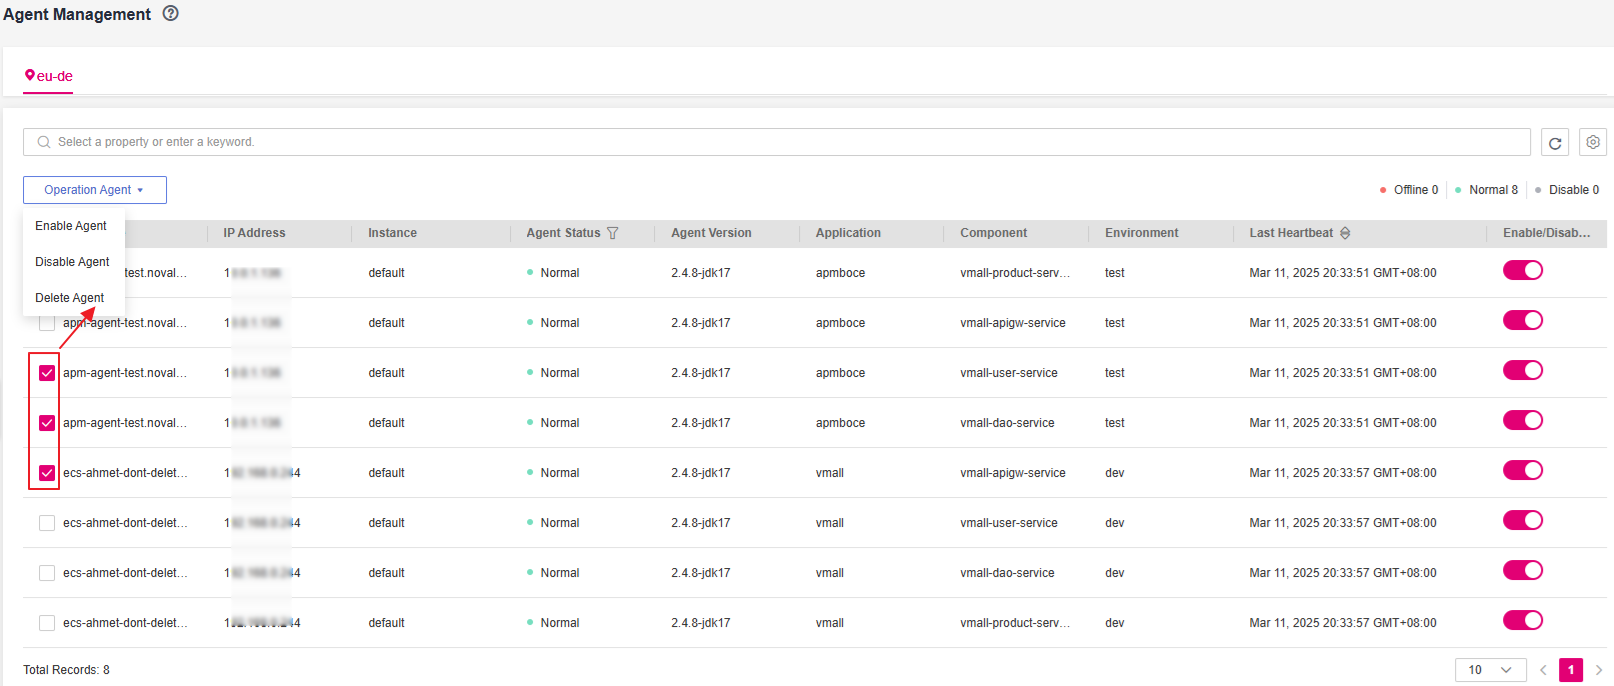 Agent Management
eu-de
Select a property or enter a keyword.
Operation Agent
Offline 0 Normal 8 Disable 0
Enable Agent
Disable Agent
Delete Agent
IP Address Instance Agent Status Agent Version Application Component Environment Last Heartbeat Enable/Disab...
test.noval... 1 default Normal 2.4.8-jdk17 apmboce vmall-product-serv... test Mar 11, 2025 20:33:51 GMT+08:00
apm-agent-test.noval... 1 default Normal 2.4.8-jdk17 apmboce vmall-apigw-service test Mar 11, 2025 20:33:51 GMT+08:00
apm-agent-test.noval... 1 default Normal 2.4.8-jdk17 apmboce vmall-user-service test Mar 11, 2025 20:33:51 GMT+08:00
apm-agent-test.noval... 1 default Normal 2.4.8-jdk17 apmboce vmall-dao-service test Mar 11, 2025 20:33:51 GMT+08:00
ecs-ahmet-dont-delet... 1 4 default Normal 2.4.8-jdk17 vmall vmall-apigw-service dev Mar 11, 2025 20:33:57 GMT+08:00
ecs-ahmet-dont-delet... 1 4 default Normal 2.4.8-jdk17 vmall vmall-user-service dev Mar 11, 2025 20:33:57 GMT+08:00
ecs-ahmet-dont-delet... 1 4 default Normal 2.4.8-jdk17 vmall vmall-dao-service dev Mar 11, 2025 20:33:57 GMT+08:00
ecs-ahmet-dont-delet... 1 4 default Normal 2.4.8-jdk17 vmall vmall-product-serv... dev Mar 11, 2025 20:33:57 GMT+08:00
Total Records: 8
10
1